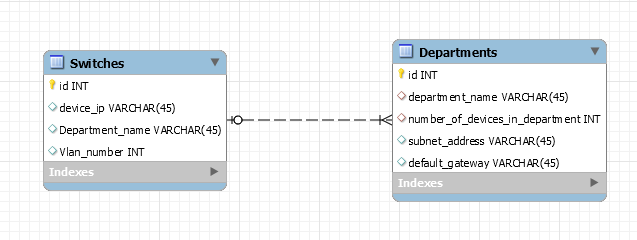 Switches
id INT
device_ip VARCHAR(45)
Department_name VARCHAR(45)
Vlan_number INT
Indexes
Departments
id INT
department_name VARCHAR(45)
number_of_devices_in_department INT
subnet_address VARCHAR(45)
default_gateway VARCHAR(45)
Indexes